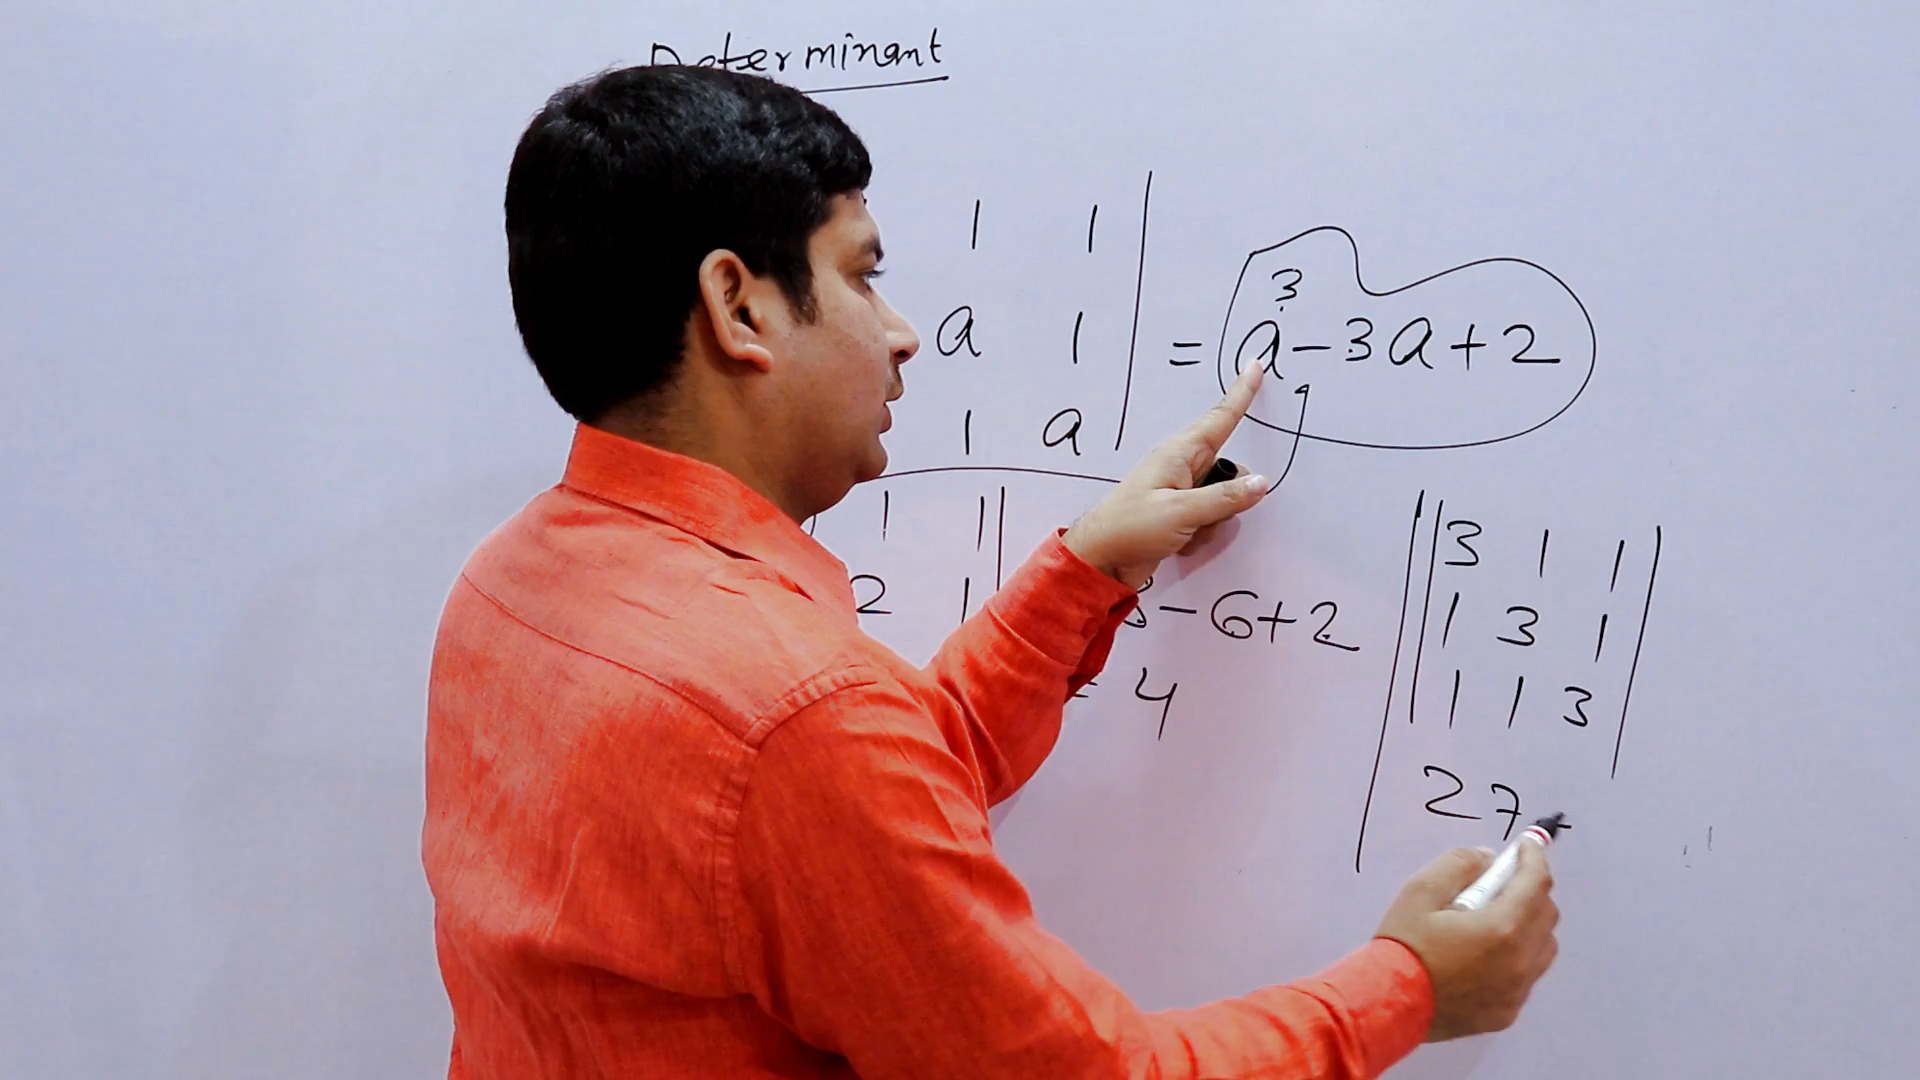 Determinant
1 1
a 1 = a³-3a+2
1 a
1 1
2 1 8-6+2
= 4
3 1 1
1 3 1
1 1 3
27-